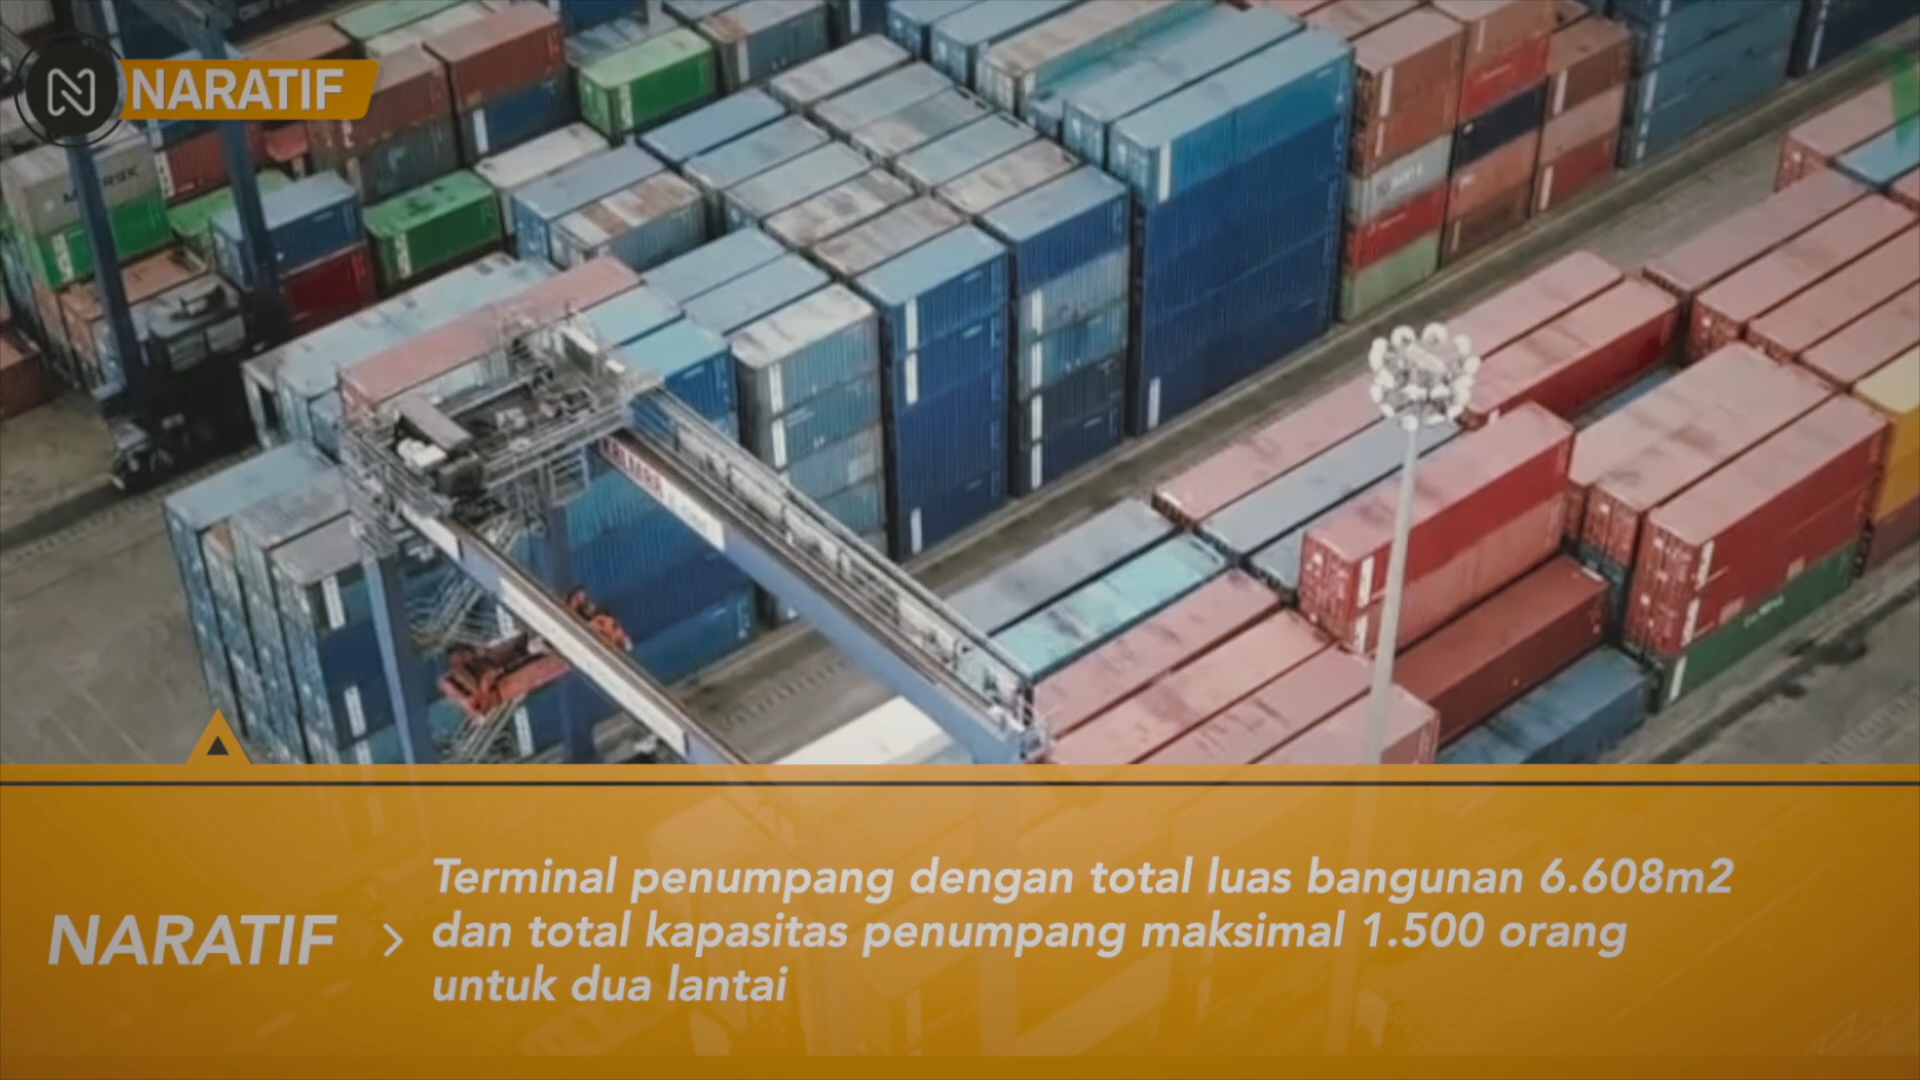 NARATIF
NARATIF
Terminal penumpang dengan total luas bangunan 6.608m2
dan total kapasitas penumpang maksimal 1.500 orang
untuk dua lantai